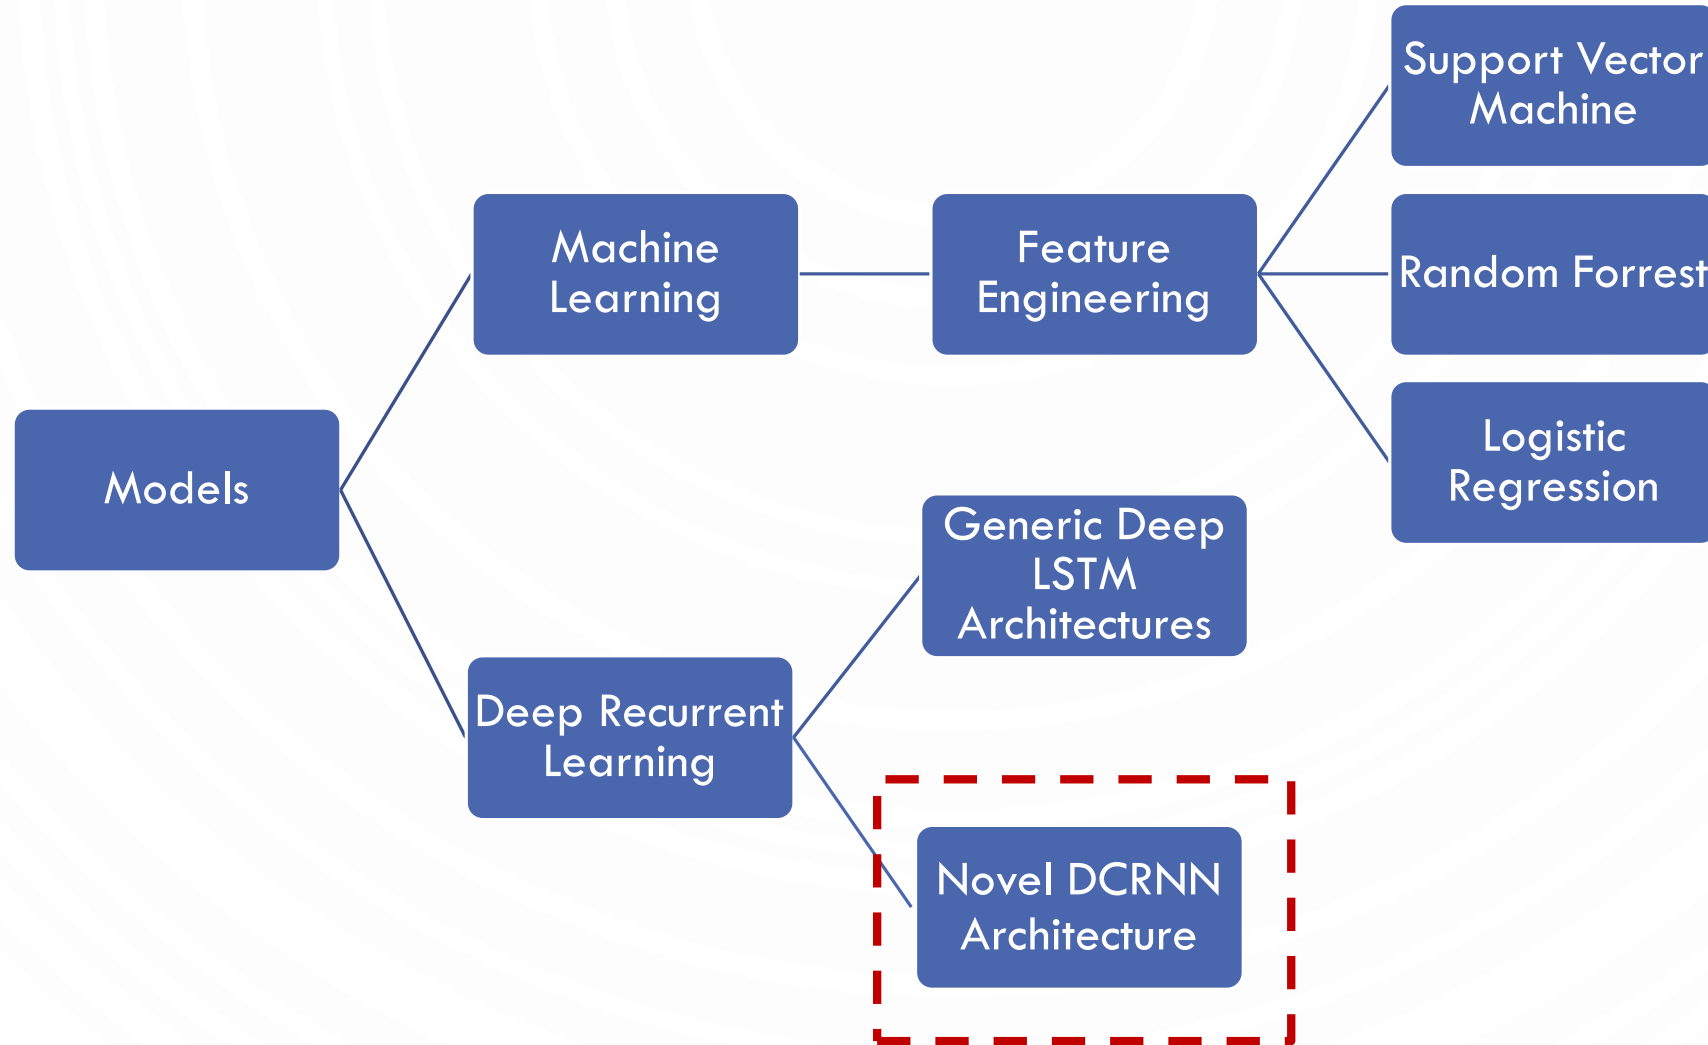 Models
Machine
Learning
Feature
Engineering
Support Vector
Machine
Random Forrest
Logistic
Regression
Deep Recurrent
Learning
Generic Deep
LSTM
Architectures
Novel DCRNN
Architecture